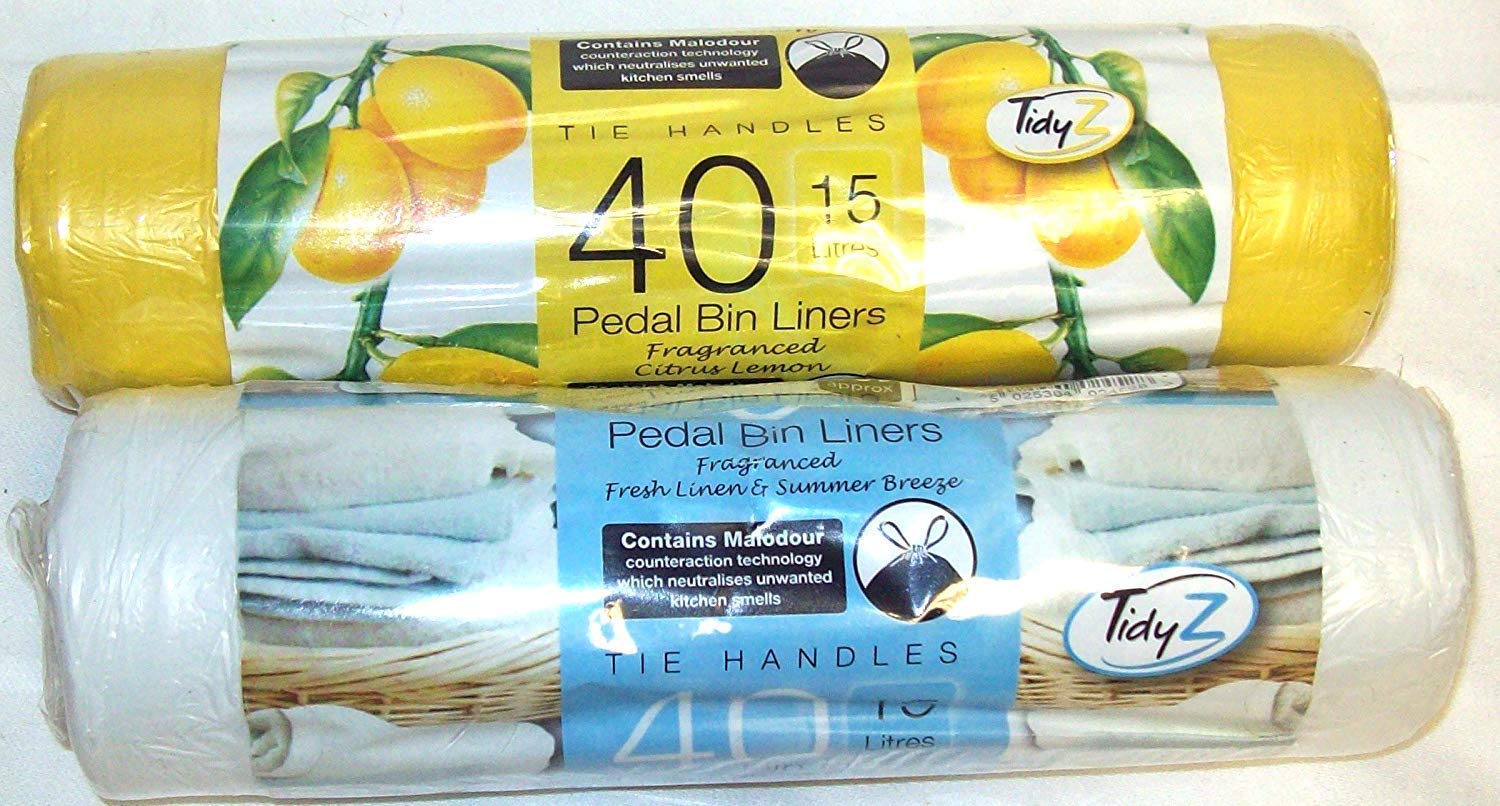 Contains Malodour
counteraction technology
which neutralises unwanted
kitchen smells
TidyZ
TIE HANDLES
40
15
Litres
Pedal Bin Liners
Fragranced
Citrus Lemon
approx
Pedal Bin Liners
Fragranced
Fresh Linen & Summer Breeze
Contains Malodour
counteraction technology
which neutralises unwanted
kitchen smells
TidyZ
TIE HANDLES
40
Litres